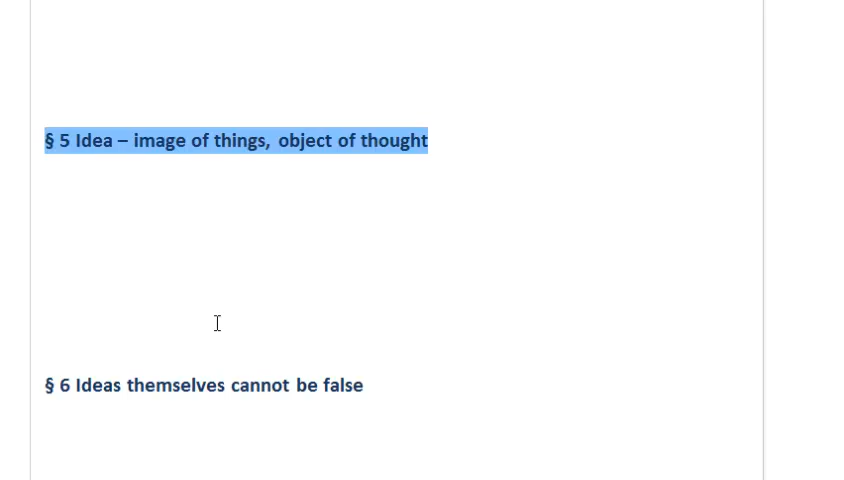 § 5 Idea – image of things, object of thought
§ 6 Ideas themselves cannot be false